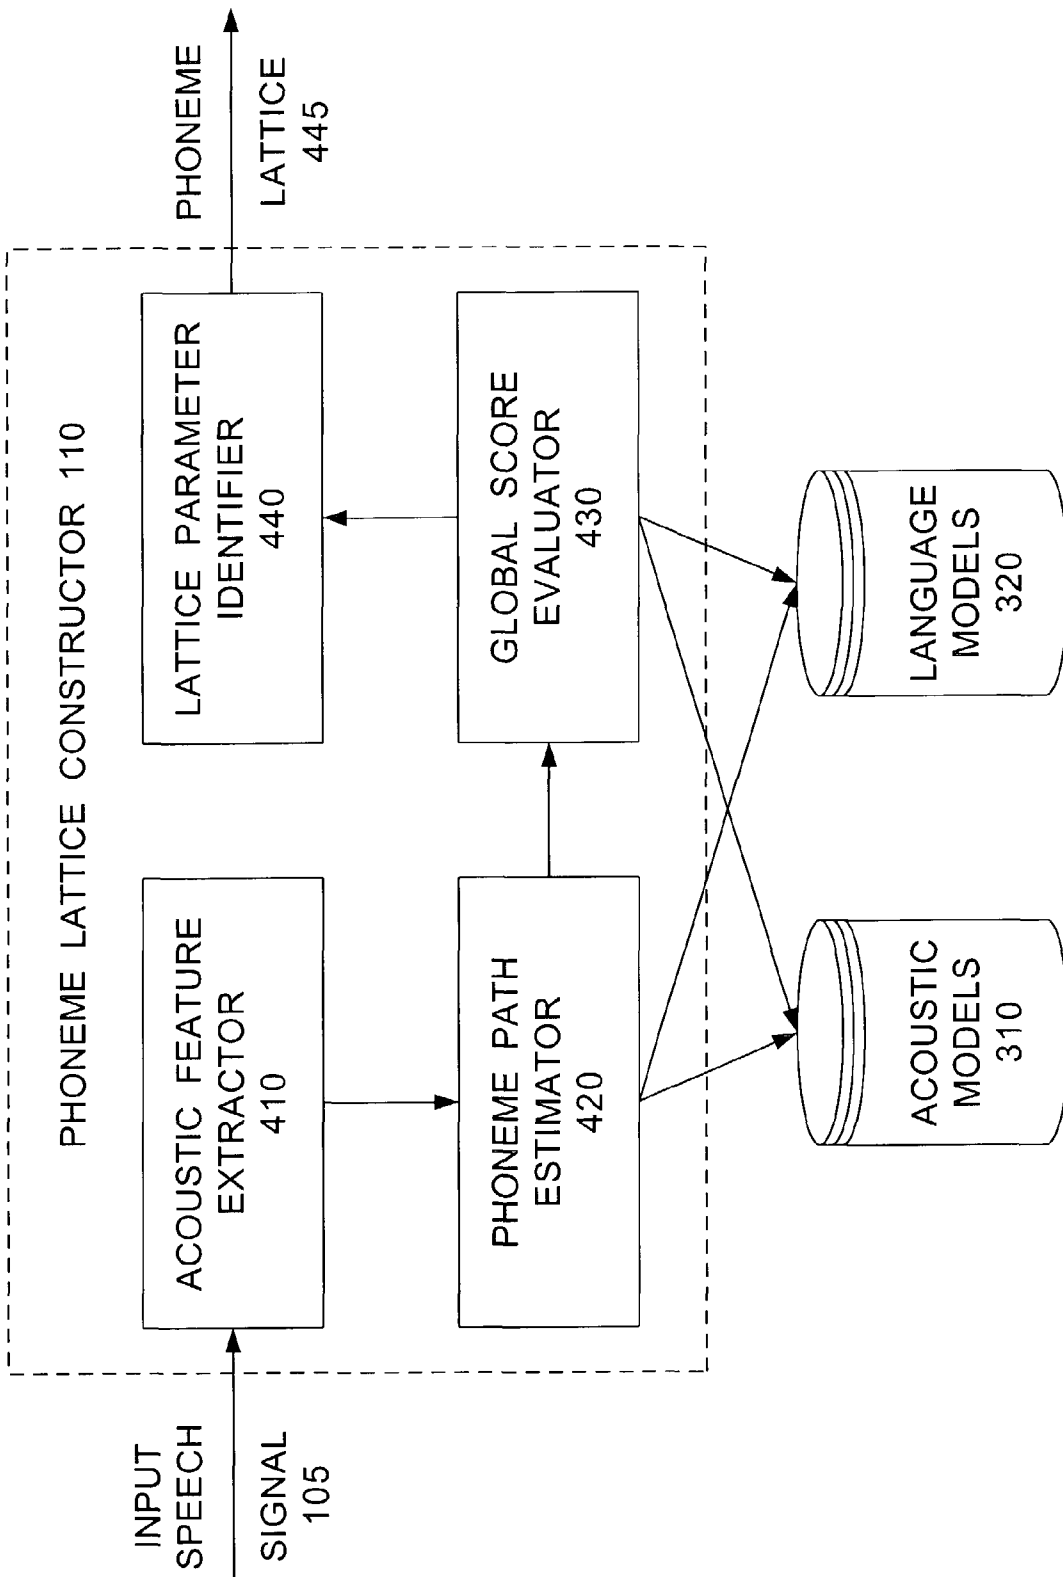 PHONEME LATTICE CONSTRUCTOR 110
INPUT
SPEECH
SIGNAL
105
ACOUSTIC FEATURE
EXTRACTOR
410
LATTICE PARAMETER
IDENTIFIER
440
PHONEME
LATTICE
445
PHONEME PATH
ESTIMATOR
420
GLOBAL SCORE
EVALUATOR
430
ACOUSTIC
MODELS
310
LANGUAGE
MODELS
320